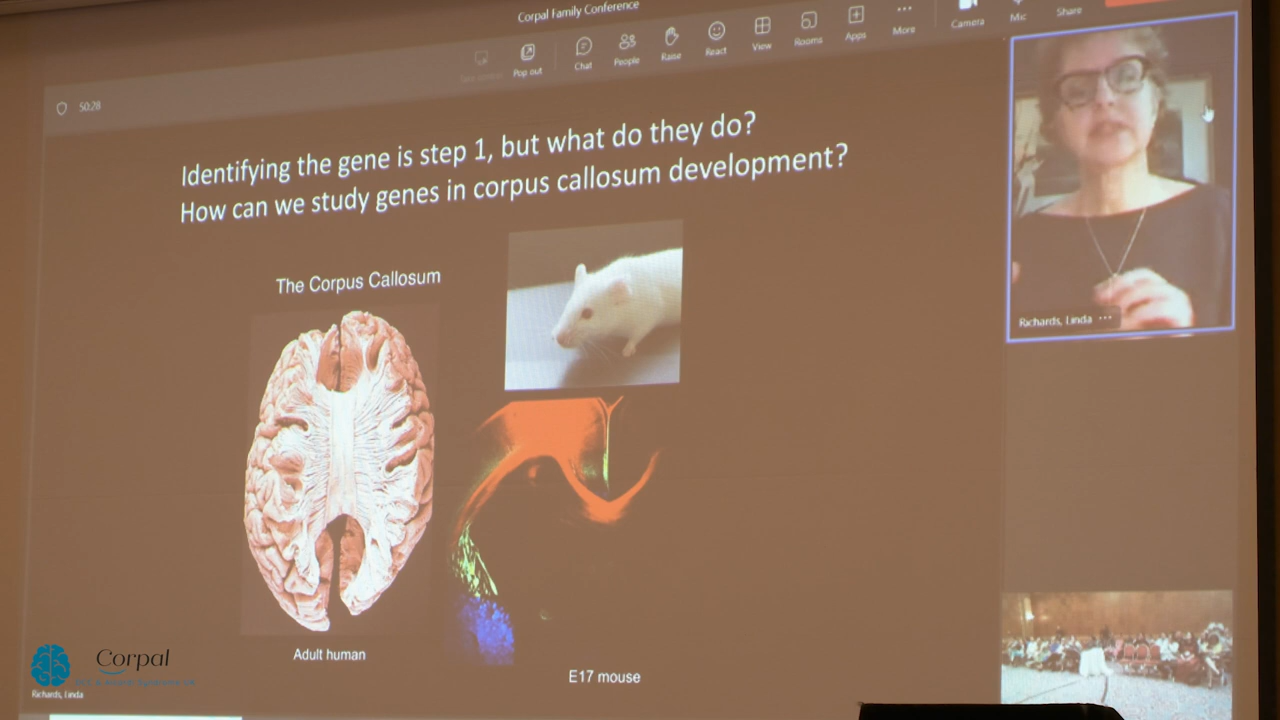 Corpal Family Conference
Pop out
Chat
People
Raise
React
View
Rooms
Apps
More
Camera
Mic
Share
50:28
Identifying the gene is step 1, but what do they do?
How can we study genes in corpus callosum development?
The Corpus Callosum
Richards, Linda ...
Adult human
E17 mouse
Corpal
Richards, Linda